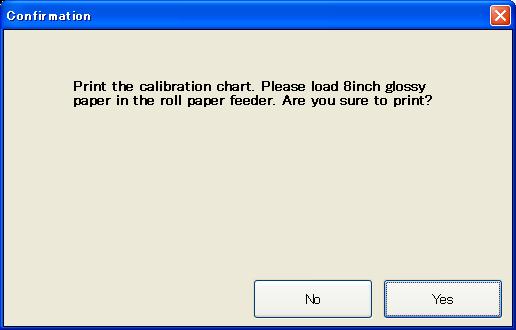 Confirmation
Print the calibration chart. Please load 8inch glossy
paper in the roll paper feeder. Are you sure to print?
No
Yes